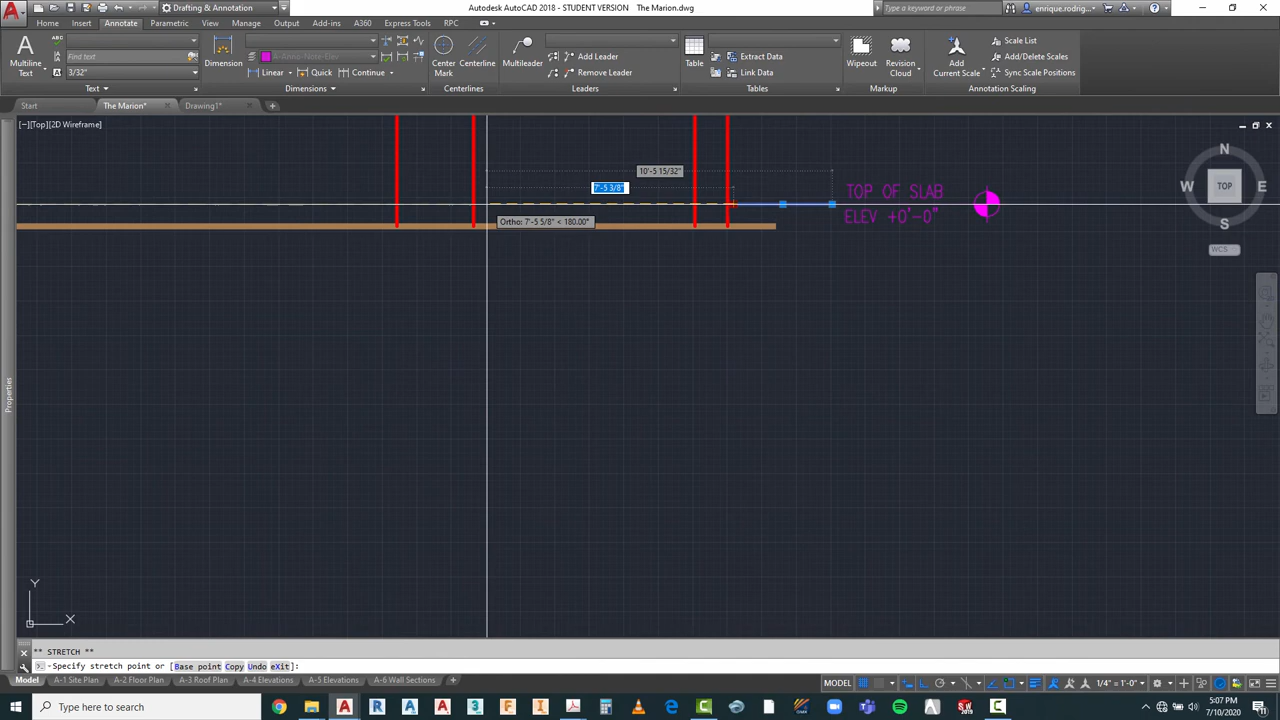 Drafting & Annotation
Autodesk AutoCAD 2018 - STUDENT VERSION The Marion.dwg
Type a keyword or phrase
enrique.rodrig...
Home Insert Annotate Parametric View Manage Output Add-ins A360 Express Tools RPC
Multiline Text
Find text
3/32"
Text
Dimension
A-Anno-Note Elev
Linear Quick Continue
Dimensions
Center Mark
Centerline
Centerlines
Multileader
Add Leader
Remove Leader
Leaders
Table
Extract Data
Link Data
Tables
Wipeout
Revision Cloud
Markup
Add Current Scale
Scale List
Add/Delete Scales
Sync Scale Positions
Annotation Scaling
Start The Marion* Drawing1*
[−][Top][2D Wireframe]
N
W TOP E
S
WCS
10'-5 15/32"
7'-5 3/8"
Ortho: 7'-5 5/8" < 180.00°
TOP OF SLAB
ELEV +0'-0"
Properties
Y
X
** STRETCH **
Specify stretch point or [Base point Copy Undo eXit]:
Model A-1 Site Plan A-2 Floor Plan A-3 Roof Plan A-4 Elevations A-5 Elevations A-6 Wall Sections
MODEL
1/4" = 1'-0"
Type here to search
5:07 PM
7/10/2020